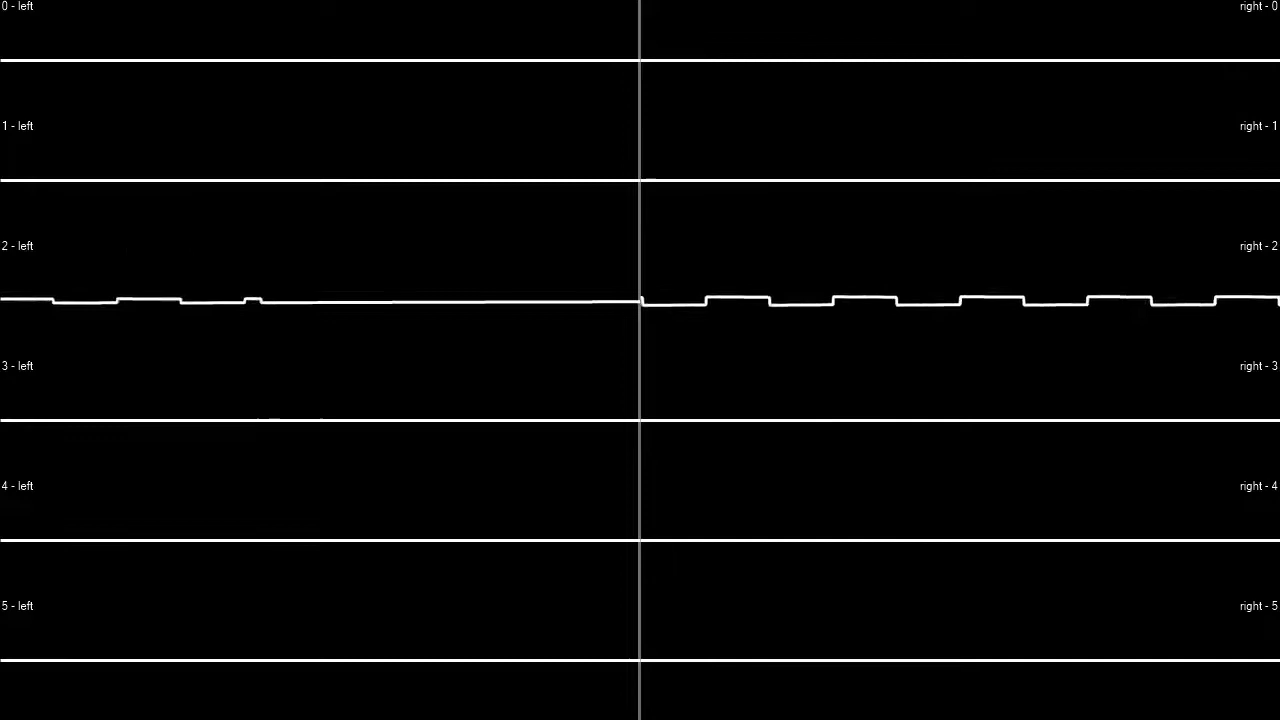 0 - left
right - 0
1 - left
right - 1
2 - left
right - 2
3 - left
right - 3
4 - left
right - 4
5 - left
right - 5